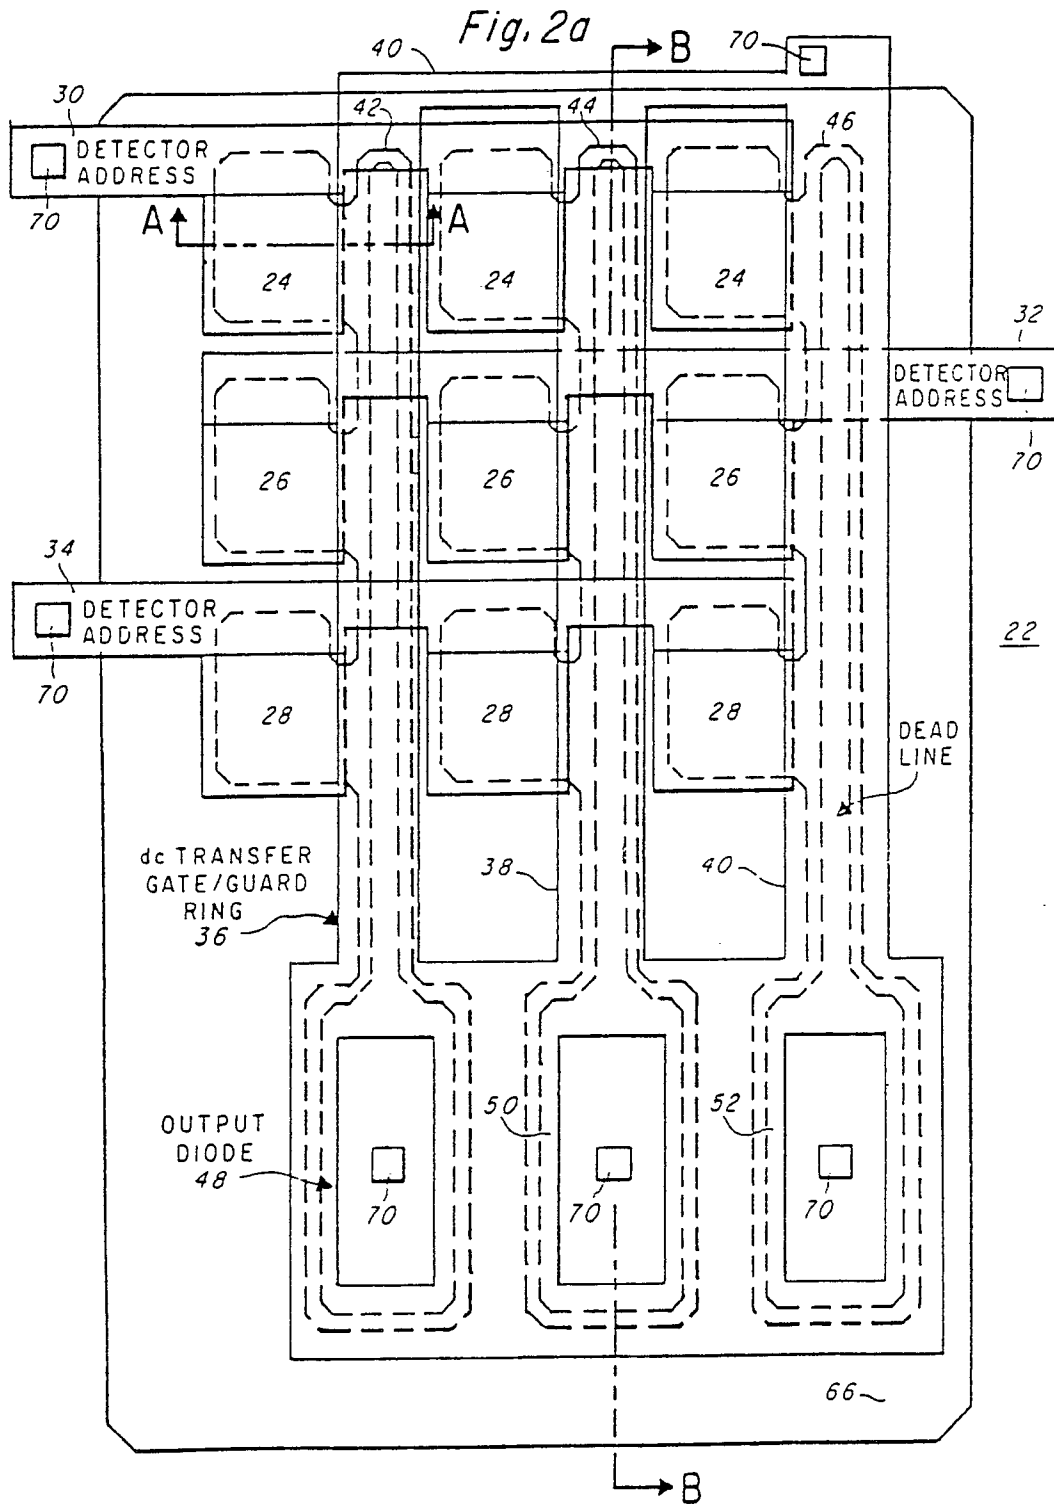 Fig. 2a
40
B
70
30
42
44
46
DETECTOR
ADDRESS
70
A
A
24
24
24
32
DETECTOR
ADDRESS
70
26
26
26
34
DETECTOR
ADDRESS
70
22
28
28
28
DEAD
LINE
dc TRANSFER
GATE/GUARD
RING
36
38
40
50
52
OUTPUT
DIODE
48
70
70
70
66
B